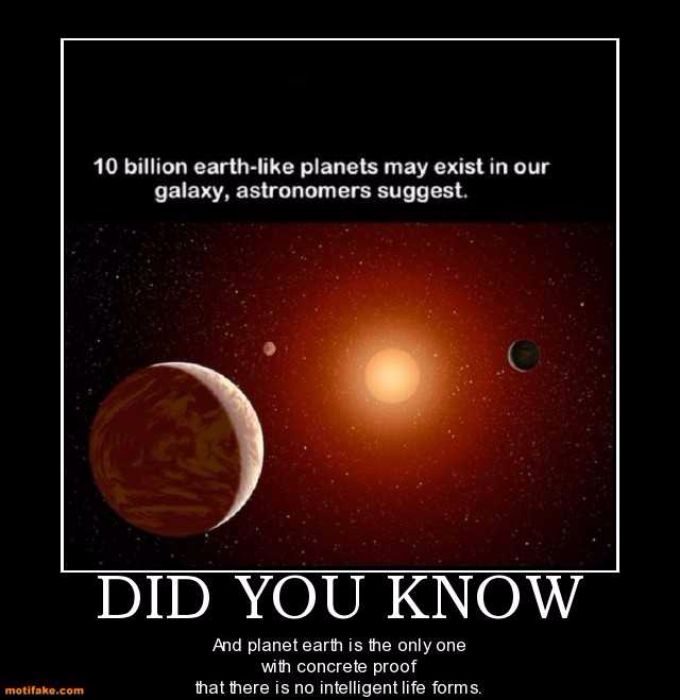 10 billion earth-like planets may exist in our
galaxy, astronomers suggest.
DID YOU KNOW
And planet earth is the only one
with concrete proof
that there is no intelligent life forms.
motifake.com